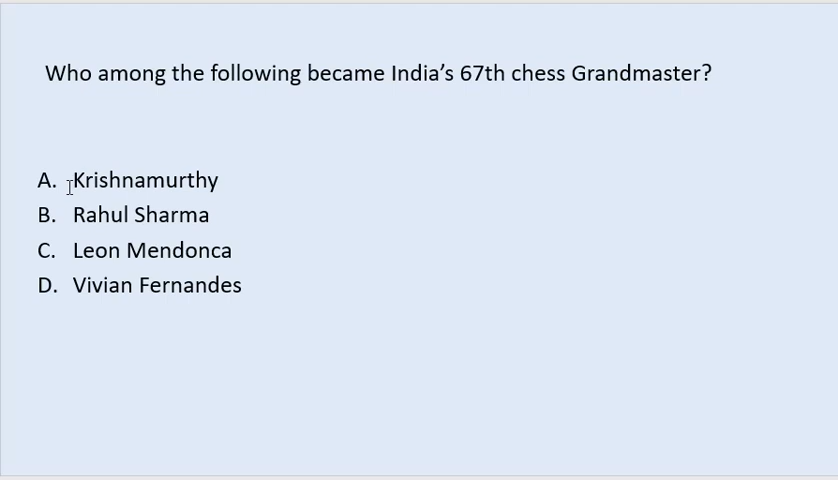 Who among the following became India’s 67th chess Grandmaster?
A. Krishnamurthy
B. Rahul Sharma
C. Leon Mendonca
D. Vivian Fernandes